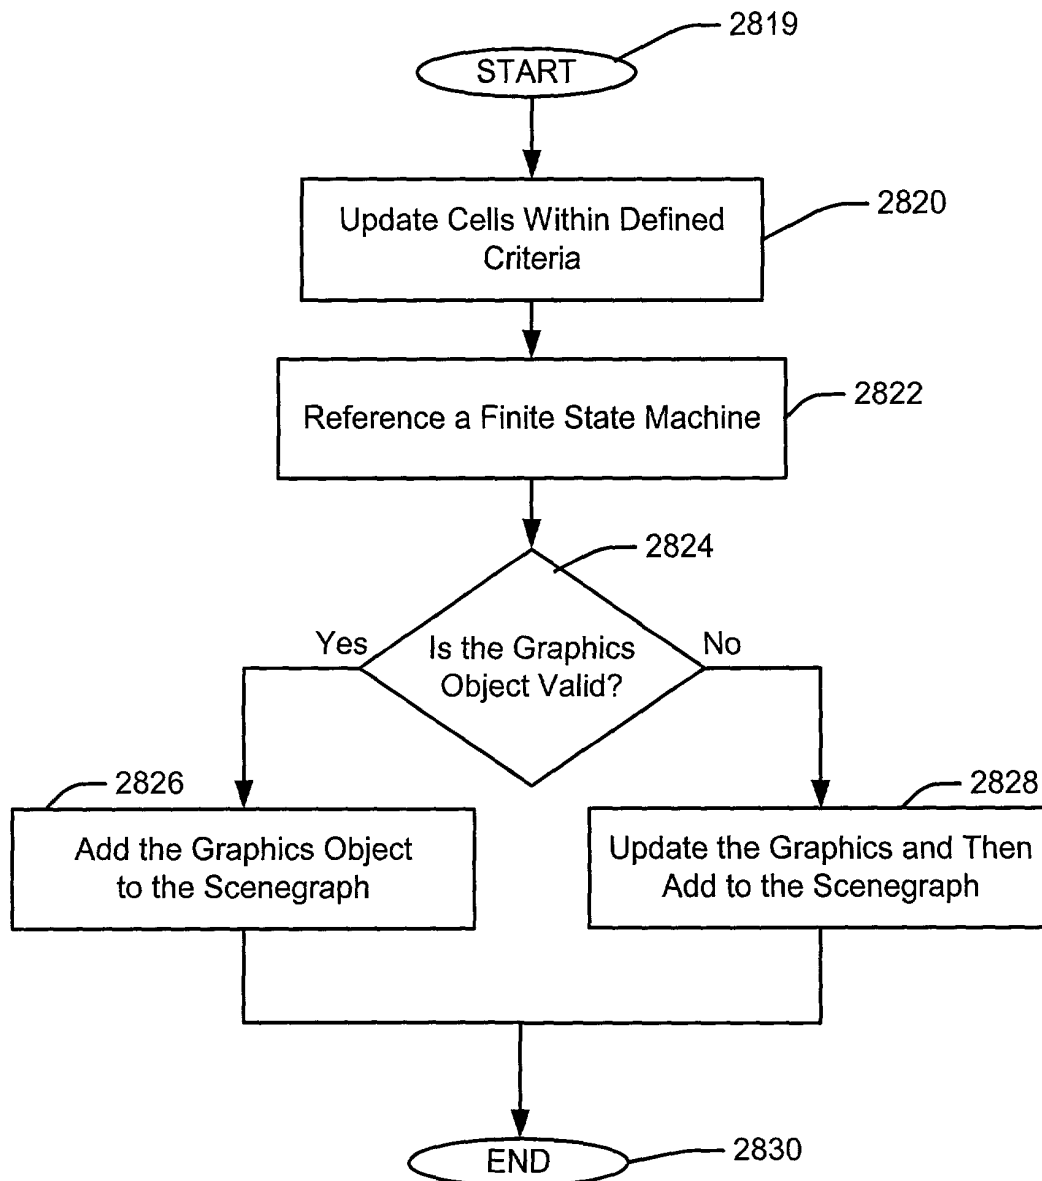 2819
START
2820
Update Cells Within Defined
Criteria
2822
Reference a Finite State Machine
2824
Yes
Is the Graphics
Object Valid?
No
2826
Add the Graphics Object
to the Scenegraph
2828
Update the Graphics and Then
Add to the Scenegraph
END
2830